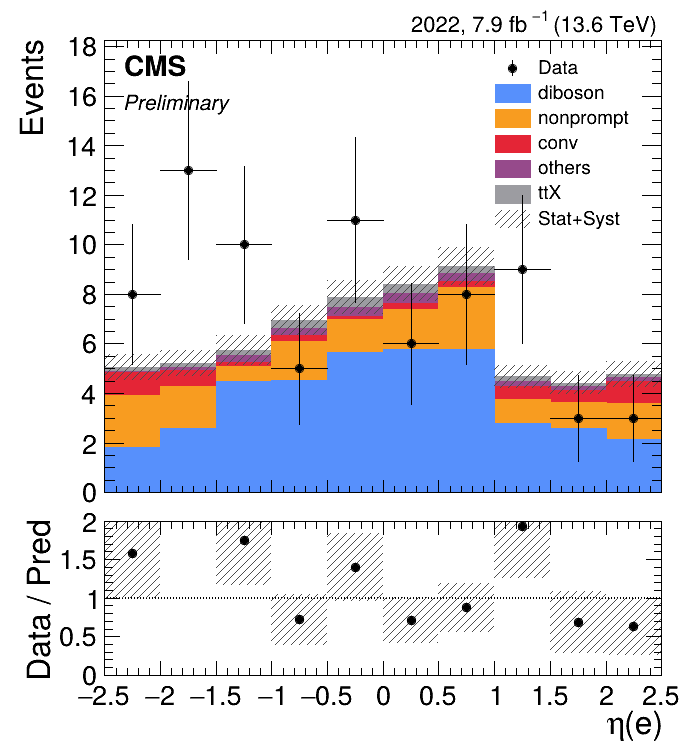 2022, 7.9 fb⁻¹ (13.6 TeV)
CMS
Preliminary
Events
18
16
14
12
10
8
6
4
2
0
Data
diboson
nonprompt
conv
others
ttX
Stat+Syst
Data / Pred
2
1.5
1
0.5
0
−2.5 −2 −1.5 −1 −0.5 0 0.5 1 1.5 2 2.5
η(e)